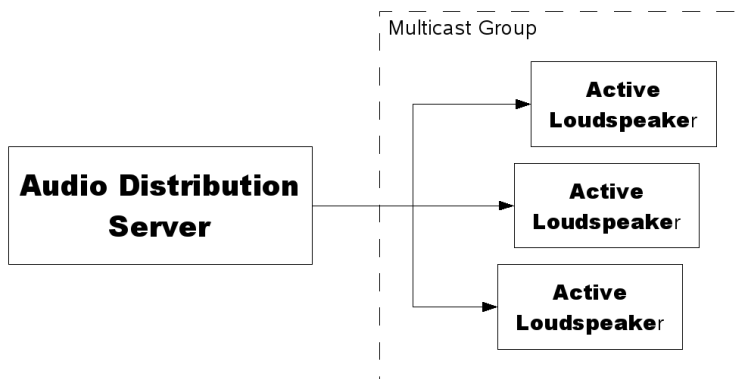 Multicast Group
Active
Loudspeaker
Audio Distribution
Server
Active
Loudspeaker
Active
Loudspeaker